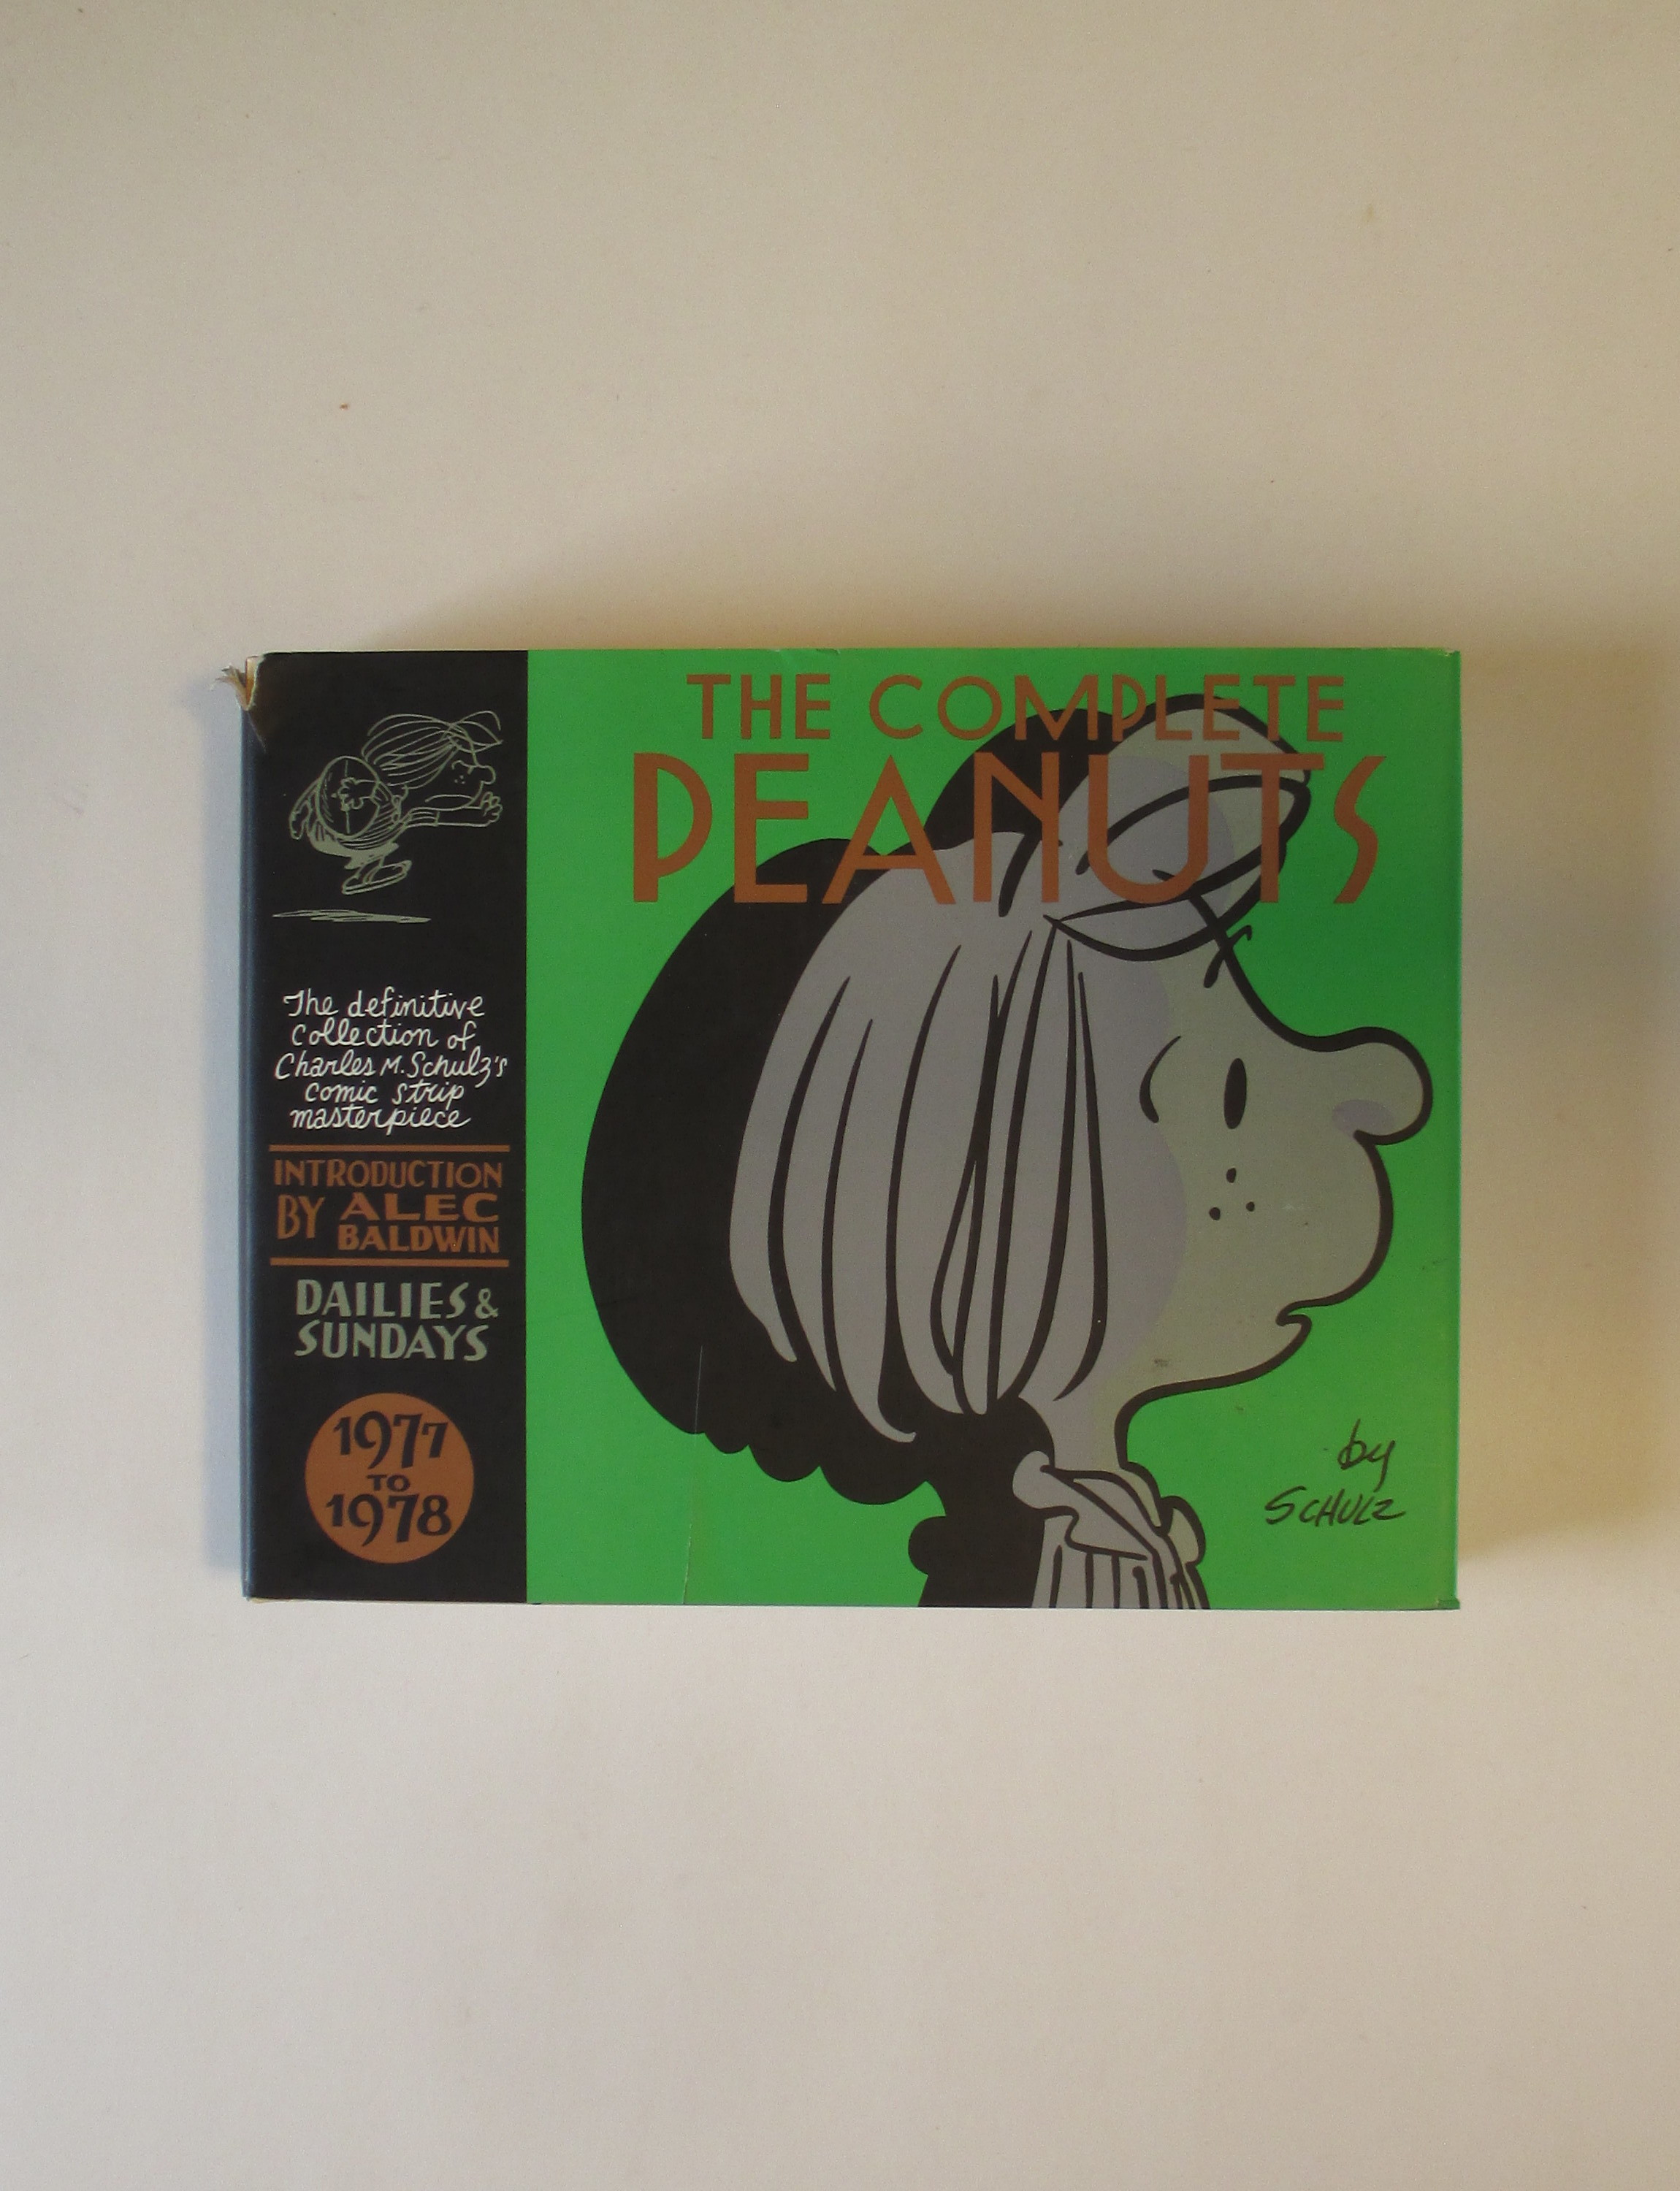 The definitive
collection of
Charles M. Schulz's
comic strip
masterpiece
INTRODUCTION
BY ALEC
BALDWIN
DAILIES &
SUNDAYS
1977
TO
1978
THE COMPLETE
PEANUTS
by
SCHULZ